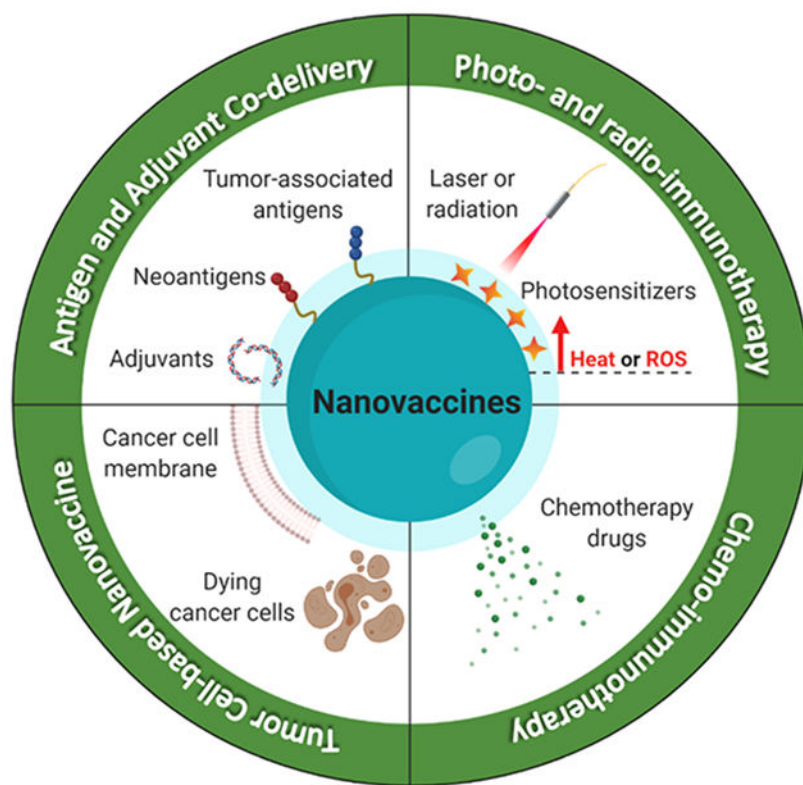 Antigen and Adjuvant Co-delivery
Photo- and radio-immunotherapy
Tumor-associated
antigens
Neoantigens
Adjuvants
Laser or
radiation
Photosensitizers
Heat or ROS
Nanovaccines
Cancer cell
membrane
Dying
cancer cells
Chemotherapy
drugs
Tumor Cell-based Nanovaccine
Chemo-immunotherapy